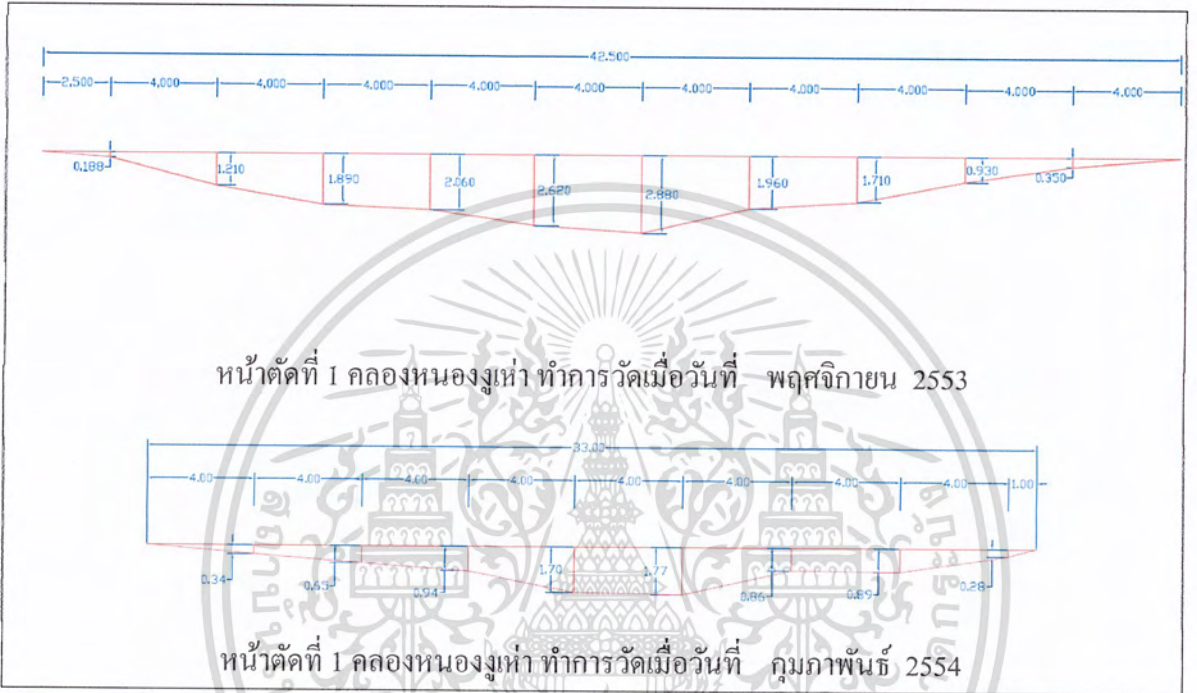 42.500
2.500 4.000 4.000 4.000 4.000 4.000 4.000 4.000 4.000 4.000 4.000
0.188 1.210 1.890 2.060 2.620 2.880 1.960 1.710 0.930 0.350
หน้าตัดที่ 1 คลองหนองงูเห่า ทำการวัดเมื่อวันที่ พฤศจิกายน 2553
33.00
4.00 4.00 4.00 4.00 4.00 4.00 4.00 4.00 1.00
0.34 0.65 0.94 1.70 1.77 0.86 0.89 0.28
หน้าตัดที่ 1 คลองหนองงูเห่า ทำการวัดเมื่อวันที่ กุมภาพันธ์ 2554